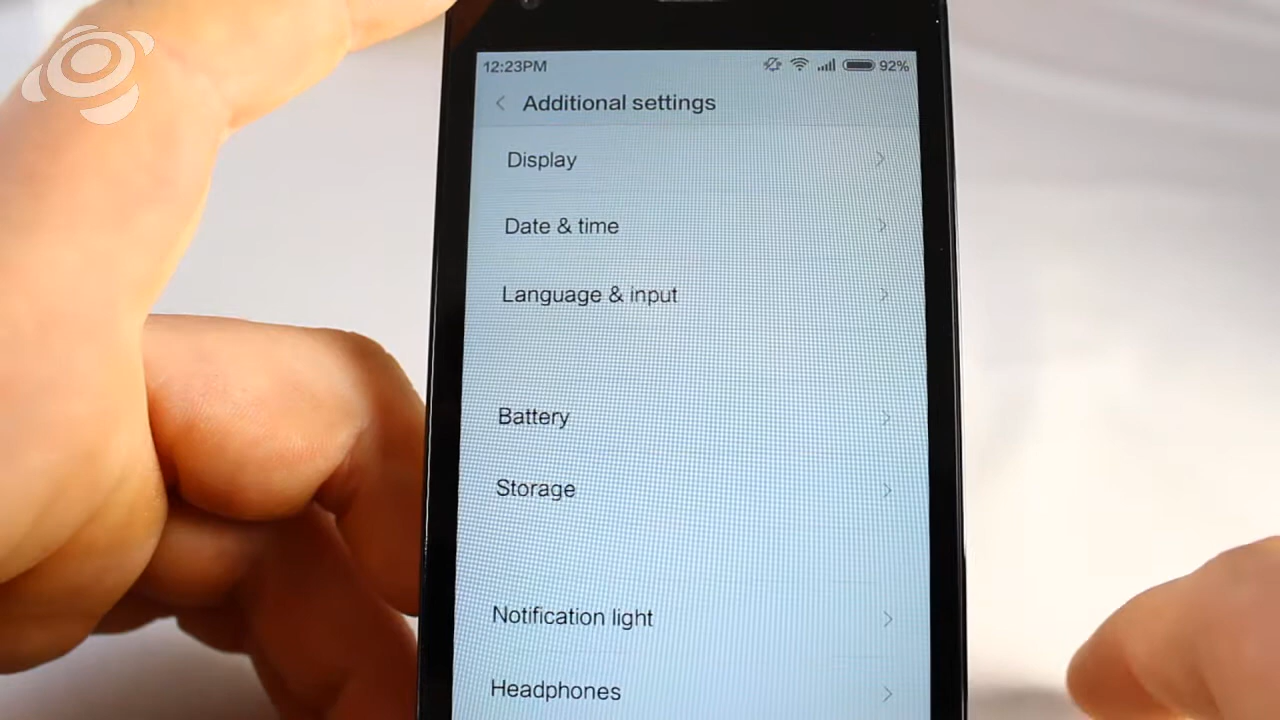 12:23PM 92%
Additional settings
Display
Date & time
Language & input
Battery
Storage
Notification light
Headphones